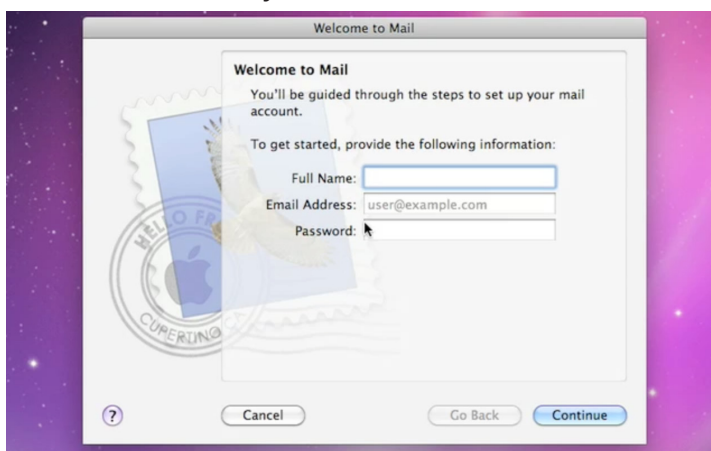 Welcome to Mail
Welcome to Mail
You'll be guided through the steps to set up your mail
account.
To get started, provide the following information:
Full Name:
Email Address: user@example.com
Password:
HELLO FR
CUPERTINO CA
? Cancel Go Back Continue